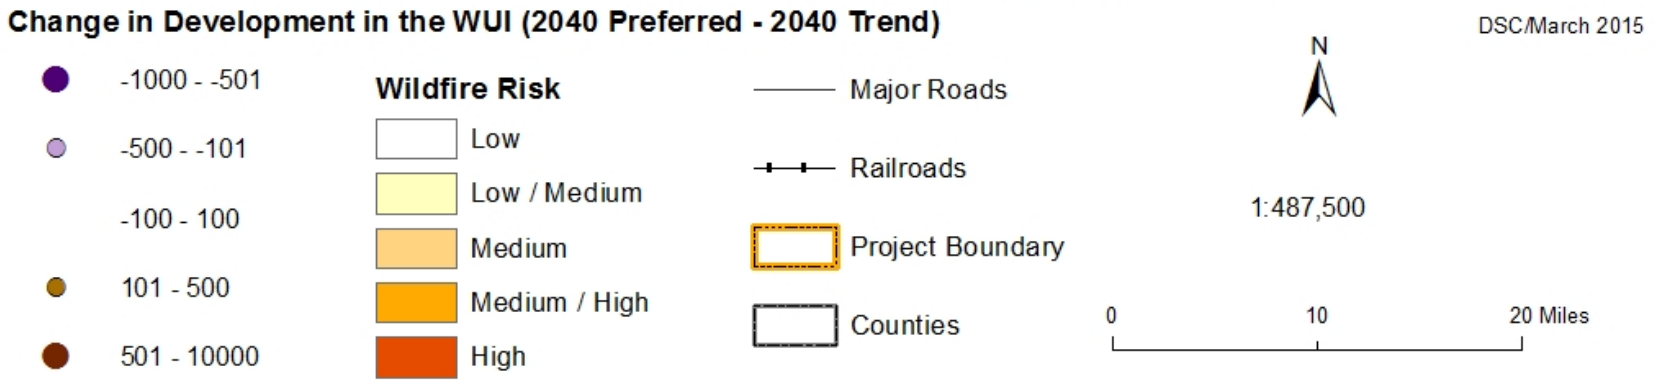 Change in Development in the WUI (2040 Preferred - 2040 Trend)
DSC/March 2015
-1000 - -501
-500 - -101
-100 - 100
101 - 500
501 - 10000
Wildfire Risk
Low
Low / Medium
Medium
Medium / High
High
Major Roads
Railroads
Project Boundary
Counties
N
1:487,500
0 10 20 Miles